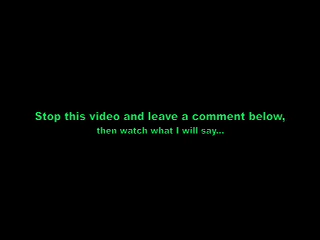 Stop this video and leave a comment below,
then watch what I will say...